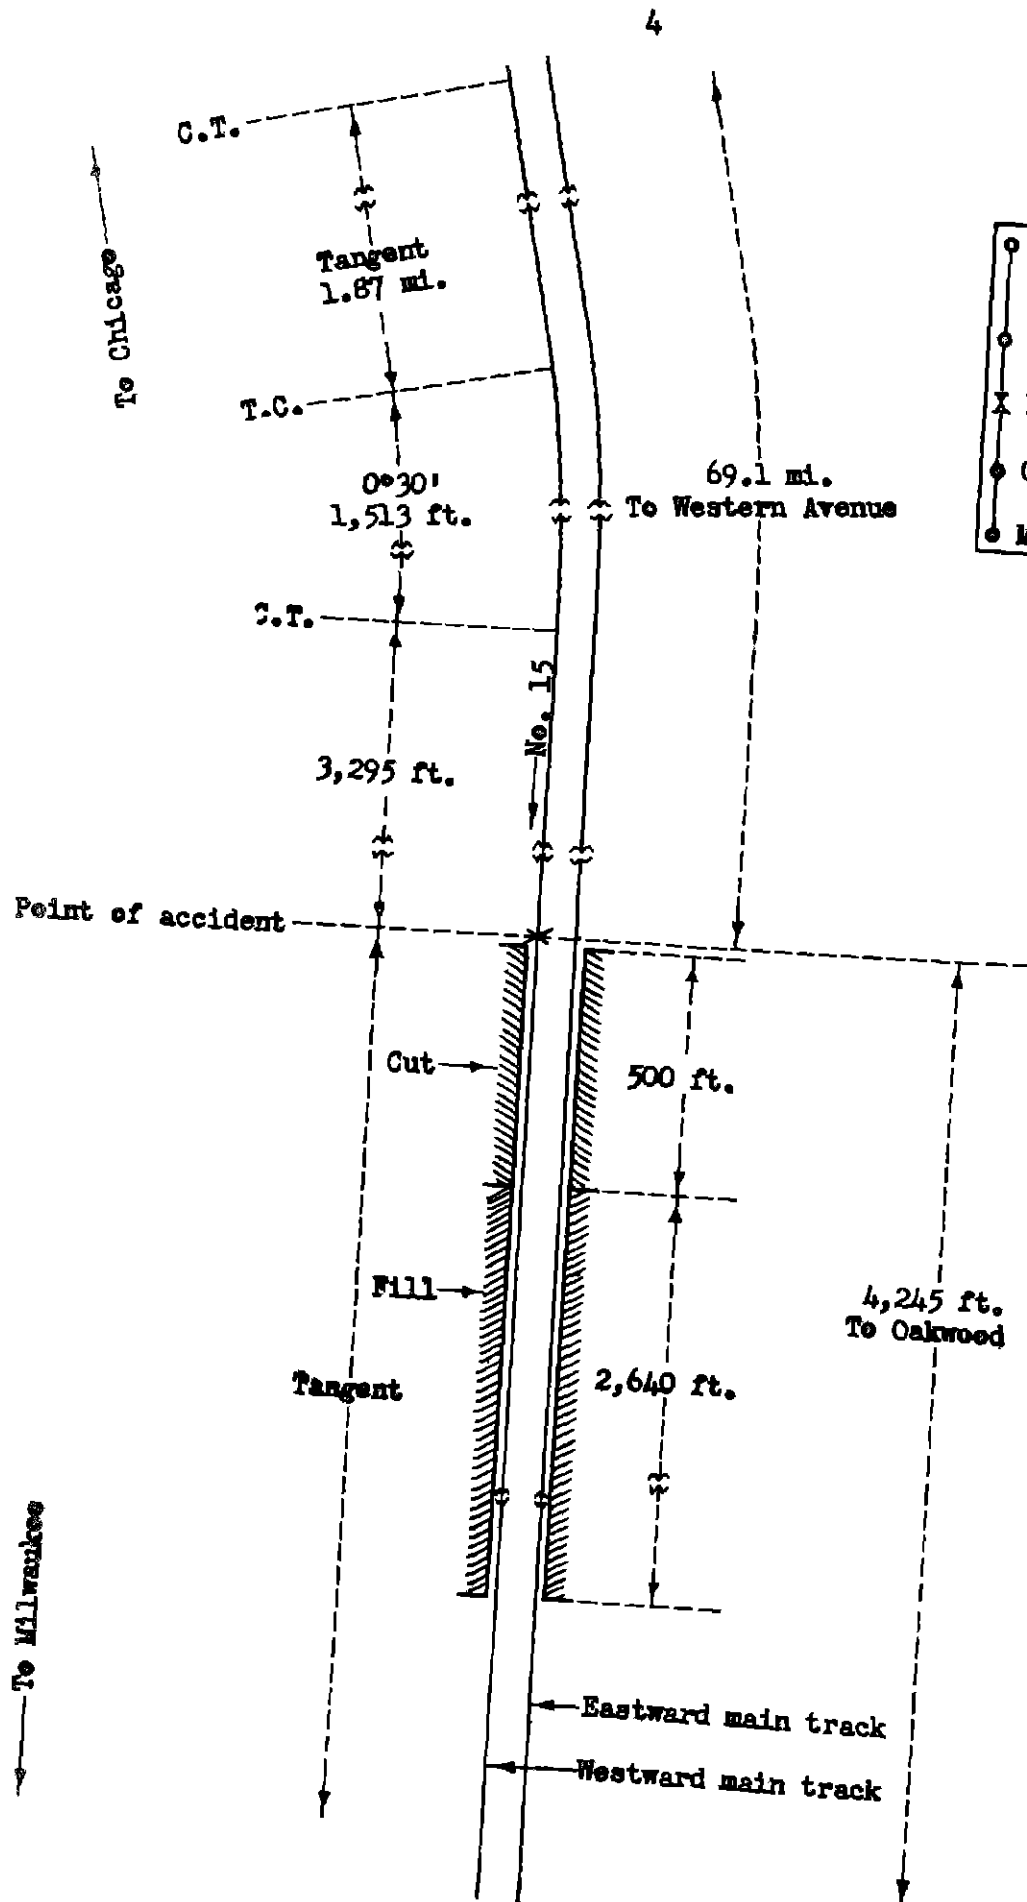 4
C.T.
To Chicago
Tangent
1.87 mi.
T.C.
0°30'
1,513 ft.
69.1 mi.
To Western Avenue
C.T.
No. 15
3,295 ft.
Point of accident
Cut
500 ft.
Fill
4,245 ft.
To Oakwood
Tangent
2,640 ft.
To Milwaukee
Eastward main track
Westward main track